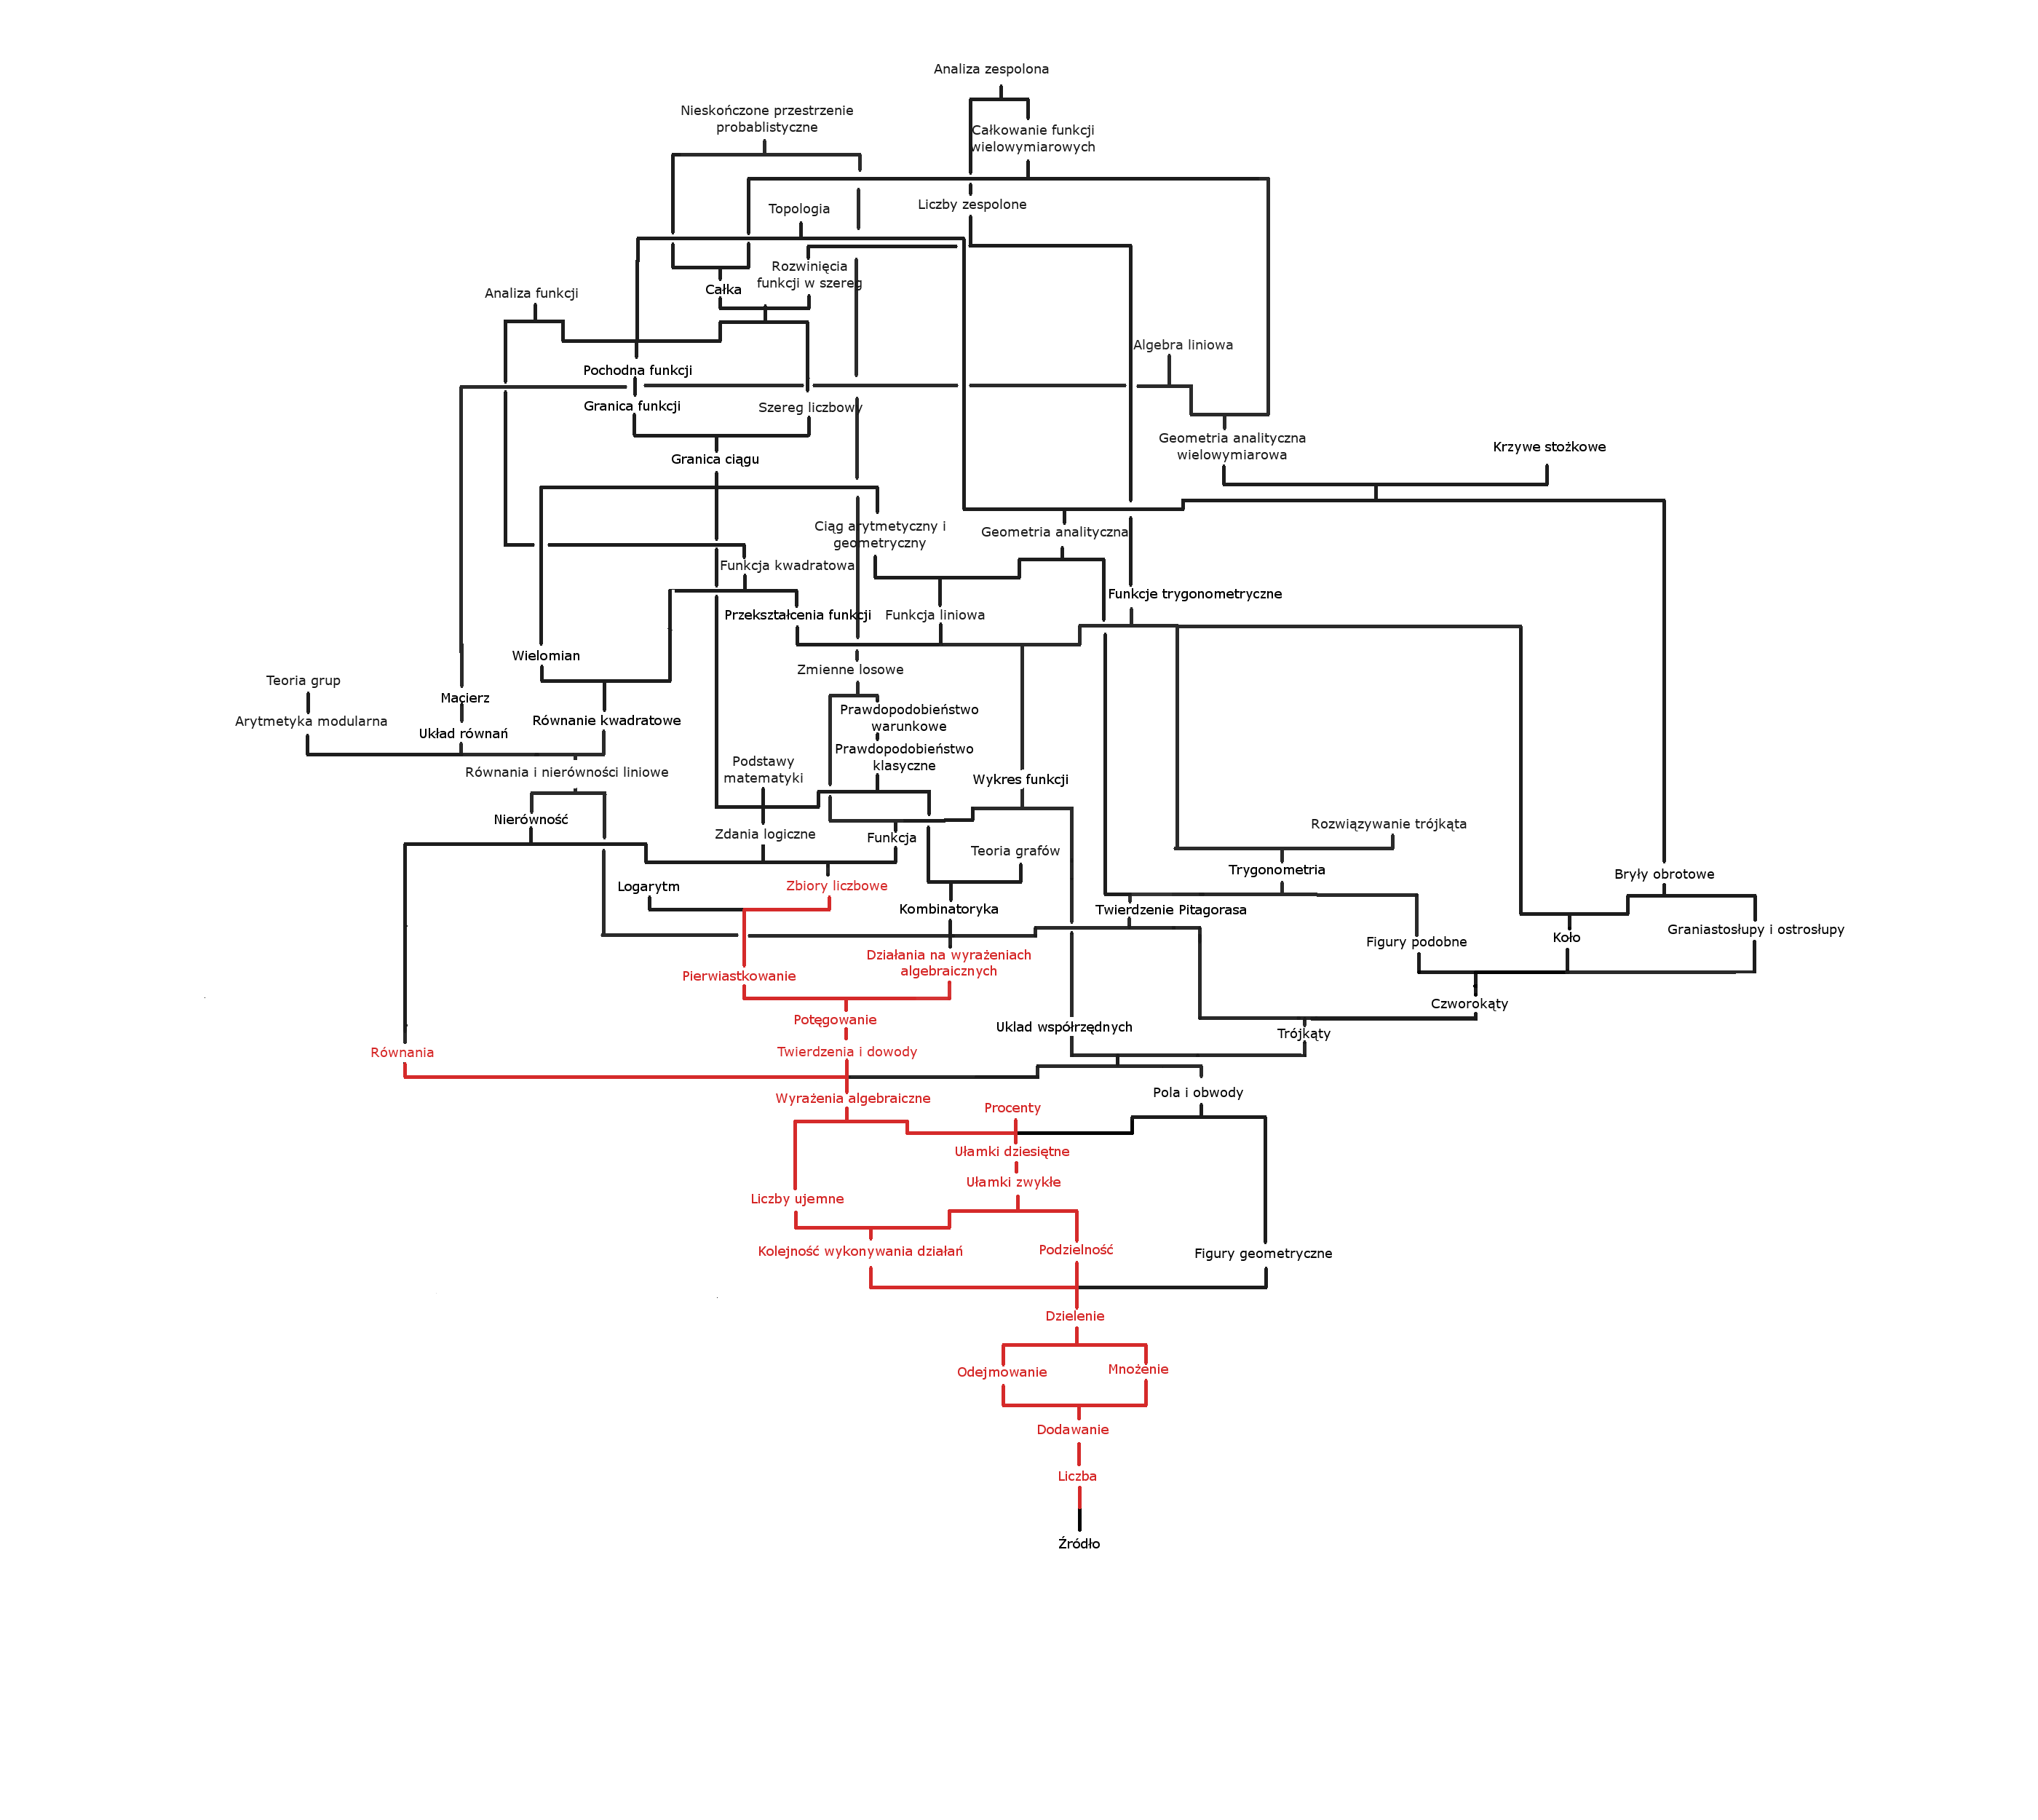 Analiza zespolona
Nieskończone przestrzenie
probablistyczne
Całkowanie funkcji
wielowymiarowych
Topologia
Liczby zespolone
Rozwinięcia
funkcji w szereg
Całka
Analiza funkcji
Algebra liniowa
Pochodna funkcji
Granica funkcji
Szereg liczbowy
Geometria analityczna
wielowymiarowa
Krzywe stożkowe
Granica ciągu
Ciąg arytmetyczny i
geometryczny
Geometria analityczna
Funkcja kwadratowa
Funkcje trygonometryczne
Przekształcenia funkcji
Funkcja liniowa
Wielomian
Zmienne losowe
Teoria grup
Macierz
Prawdopodobieństwo
warunkowe
Arytmetyka modularna
Równanie kwadratowe
Układ równań
Prawdopodobieństwo
klasyczne
Podstawy
matematyki
Równania i nierówności liniowe
Wykres funkcji
Nierówność
Zdania logiczne
Funkcja
Rozwiązywanie trójkąta
Teoria grafów
Trygonometria
Bryły obrotowe
Logarytm
Zbiory liczbowe
Kombinatoryka
Twierdzenie Pitagorasa
Graniastosłupy i ostrosłupy
Figury podobne
Koło
Działania na wyrażeniach
algebraicznych
Pierwiastkowanie
Czworokąty
Potęgowanie
Uklad współrzędnych
Trójkąty
Równania
Twierdzenia i dowody
Pola i obwody
Wyrażenia algebraiczne
Procenty
Ułamki dziesiętne
Ułamki zwykłe
Liczby ujemne
Kolejność wykonywania działań
Podzielność
Figury geometryczne
Dzielenie
Odejmowanie
Mnożenie
Dodawanie
Liczba
Źródło